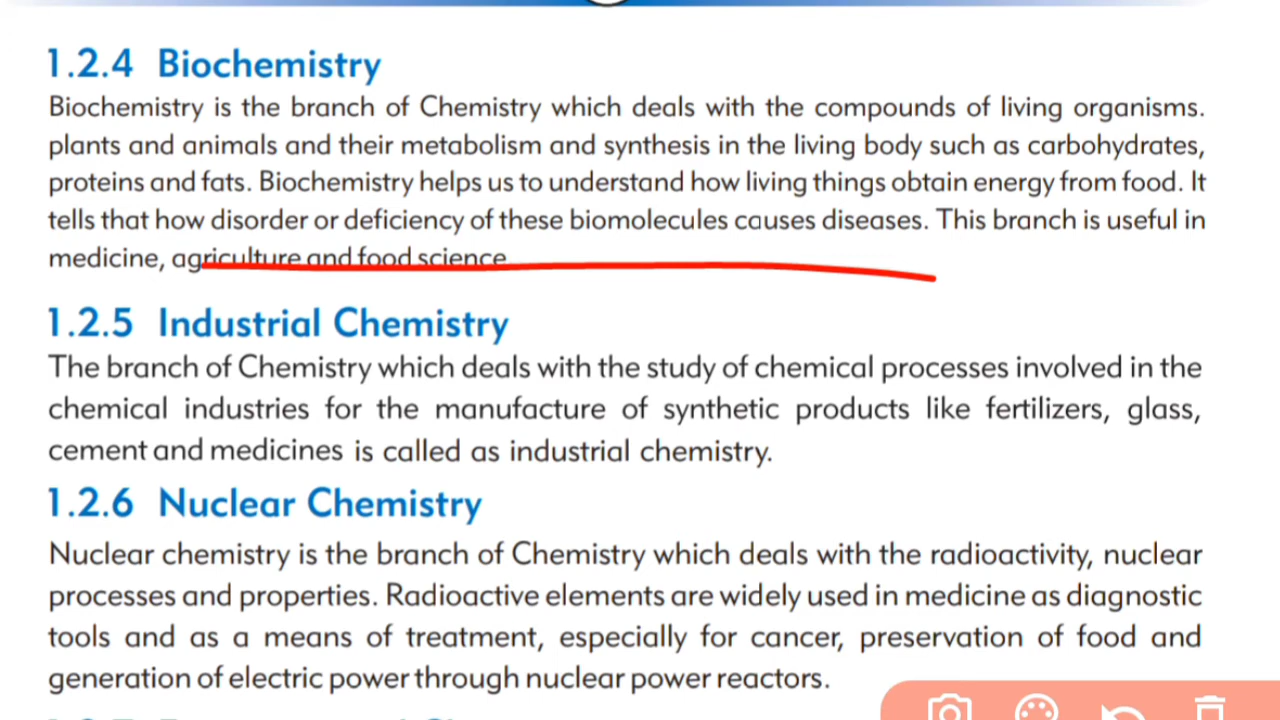 1.2.4 Biochemistry
Biochemistry is the branch of Chemistry which deals with the compounds of living organisms.
plants and animals and their metabolism and synthesis in the living body such as carbohydrates,
proteins and fats. Biochemistry helps us to understand how living things obtain energy from food. It
tells that how disorder or deficiency of these biomolecules causes diseases. This branch is useful in
medicine, agriculture and food science
1.2.5 Industrial Chemistry
The branch of Chemistry which deals with the study of chemical processes involved in the
chemical industries for the manufacture of synthetic products like fertilizers, glass,
cement and medicines is called as industrial chemistry.
1.2.6 Nuclear Chemistry
Nuclear chemistry is the branch of Chemistry which deals with the radioactivity, nuclear
processes and properties. Radioactive elements are widely used in medicine as diagnostic
tools and as a means of treatment, especially for cancer, preservation of food and
generation of electric power through nuclear power reactors.